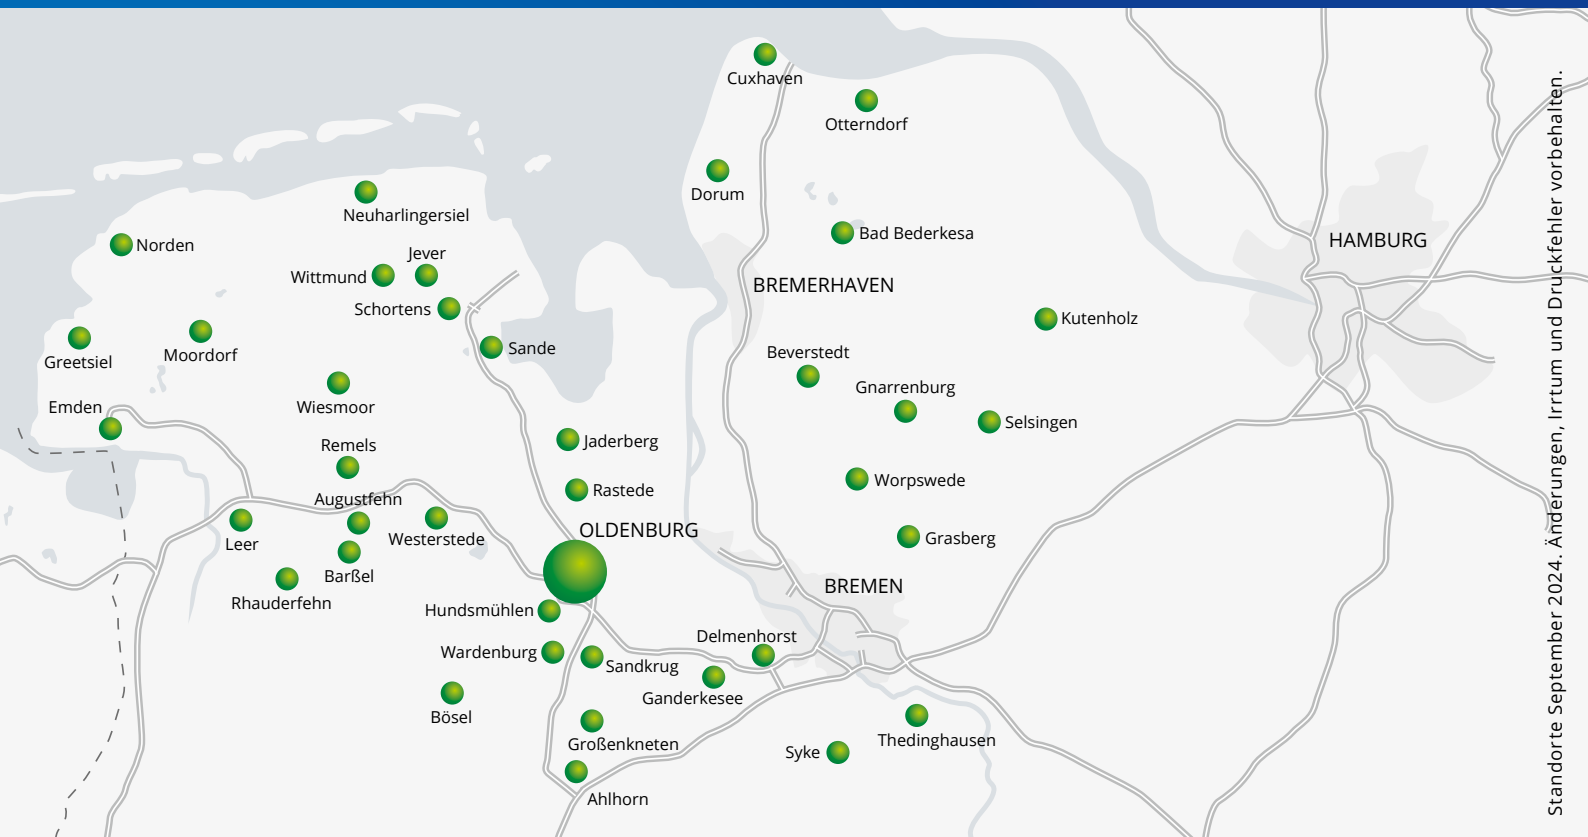 Cuxhaven
Otterndorf
Dorum
Neuharlingersiel
Norden
Bad Bederkesa
HAMBURG
Jever
Wittmund
BREMERHAVEN
Schortens
Kutenholz
Sande
Greetsiel
Moordorf
Beverstedt
Gnarrenburg
Wiesmoor
Emden
Selsingen
Remels
Jaderberg
Worpswede
Rastede
Augustfehn
OLDENBURG
Leer
Westerstede
Grasberg
Barßel
BREMEN
Rhauderfehn
Hundsmühlen
Delmenhorst
Wardenburg
Sandkrug
Ganderkesee
Bösel
Großenkneten
Thedinghausen
Syke
Ahlhorn
Standorte September 2024. Änderungen, Irrtum und Druckfehler vorbehalten.